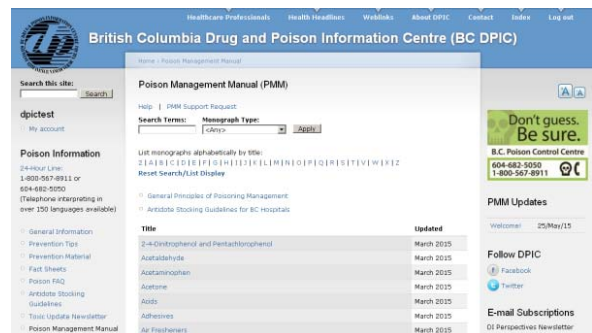 Healthcare Professionals Health Headlines Weblinks About DPIC Contact Index Log out
British Columbia Drug and Poison Information Centre (BC DPIC)
Home › Poison Management Manual
Search this site:
Search
dpictest
My account
Poison Information
24-Hour Line:
1-800-567-8911 or
604-682-5050
(Telephone interpreting in
over 150 languages available)
General Information
Prevention Tips
Prevention Material
Fact Sheets
Poison FAQ
Antidote Stocking
Guidelines
Toxic Update Newsletter
Poison Management Manual
Poison Management Manual (PMM)
Help | PMM Support Request
Search Terms: Monograph Type:
<Any> Apply
List monographs alphabetically by title:
2 | A | B | C | D | E | F | G | H | I | J | K | L | M | N | O | P | Q | R | S | T | V | W | X | Z
Reset Search/List Display
General Principles of Poisoning Management
Antidote Stocking Guidelines for BC Hospitals
Title Updated
2-4-Dinitrophenol and Pentachlorophenol March 2015
Acetaldehyde March 2015
Acetaminophen March 2015
Acetone March 2015
Acids March 2015
Adhesives March 2015
Air Fresheners March 2015
A A
Don't guess.
Be sure.
B.C. Poison Control Centre
604-682-5050
1-800-567-8911
PMM Updates
Welcome! 25/May/15
Follow DPIC
Facebook
Twitter
E-mail Subscriptions
DI Perspectives Newsletter